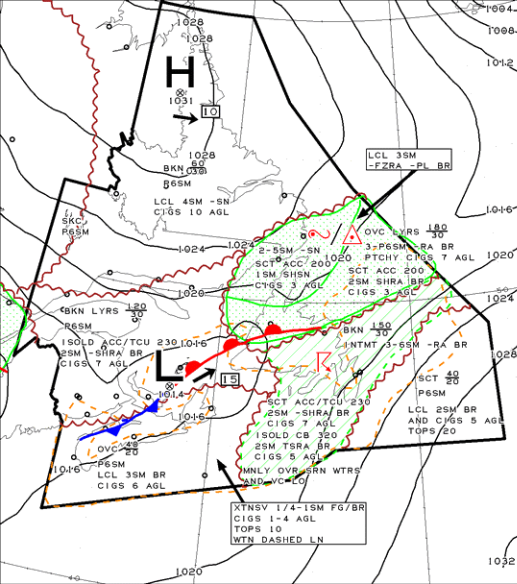 1004
1028
1028
1008
H
1012
1031
10
1028
BKN 60/030
P6SM
LCL 3SM
-FZRA -PL BR
LCL 4SM -SN
CIGS 10 AGL
1016
SKC
P6SM
OVC LYRS 180/30
3-P6SM -RA BR
PTCHY CIGS 7 AGL
1024
1024
2-5SM -SN
SCT ACC 200
1SM SHSN
CIGS 3 AGL
1020
1020
SCT ACC 200
2SM SHRA BR
CIGS 3 AGL
1020
1024
BKN LYRS 120/30
P6SM
ISOLD ACC/TCU 230
2SM -SHRA BR
CIGS 7 AGL
1016
BKN 150/30
INTMT 3-6SM -RA BR
1028
L
15
1014
SCT 40/20
P6SM
LCL 2SM BR
AND CIGS 5 AGL
TOPS 20
SCT ACC/TCU 230
2SM -SHRA BR
CIGS 7 AGL
ISOLD CB 320
2SM TSRA BR
CIGS 5 AGL
MNLY OVR SRN WTRS
AND VC LO
1016
OVC 40/20
P6SM
LCL 3SM BR
CIGS 6 AGL
1016
XTNSV 1/4-1SM FG/BR
CIGS 1-4 AGL
TOPS 10
WTN DASHED LN
1032
1020
40